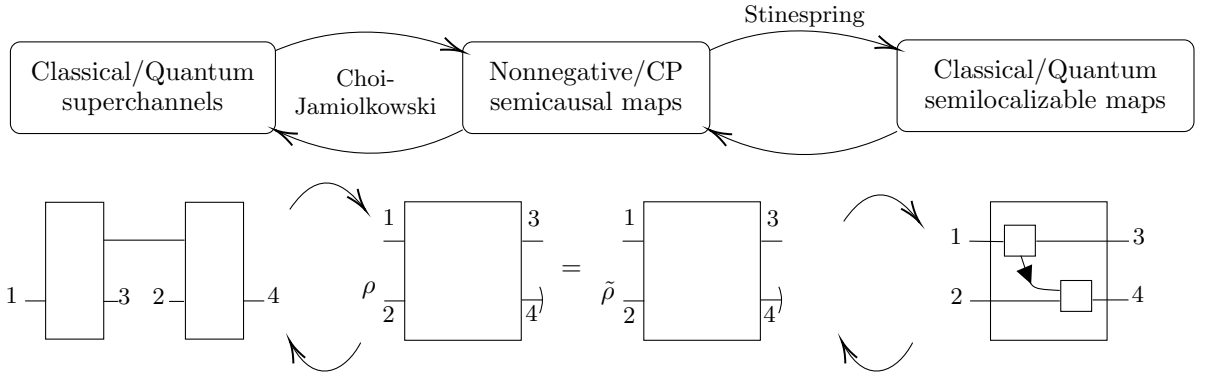 Stinespring
Classical/Quantum
superchannels
Choi-
Jamiolkowski
Nonnegative/CP
semicausal maps
Classical/Quantum
semilocalizable maps
1 3 2 4
1 3
ρ 2 4
=
1 3
ρ̃ 2 4
1 3
2 4